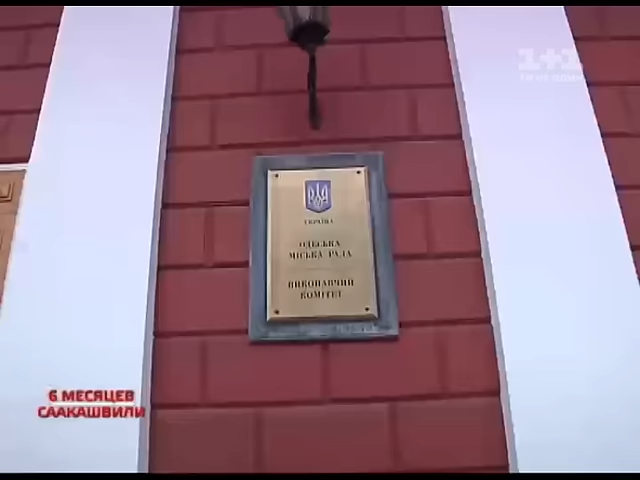 1+1
УКРАЇНА
ОДЕСЬКА
МІСЬКА РАДА
ВИКОНАВЧИЙ
КОМІТЕТ
6 МЕСЯЦЕВ
СААКАШВИЛИ